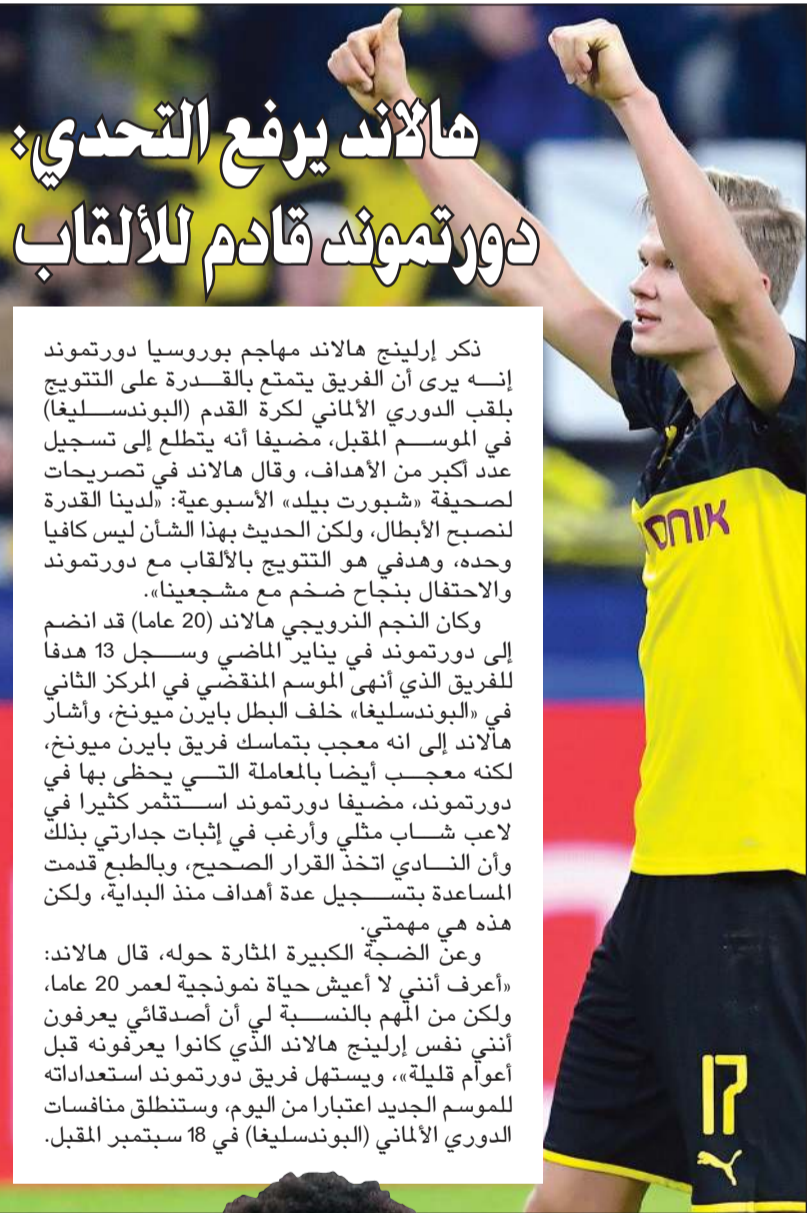 هالاند يرفع التحدي:
دورتموند قادم للألقاب
ذكر إرلينج هالاند مهاجم بوروسيا دورتموند
إنه يرى أن الفريق يتمتع بالقدرة على التتويج
بلقب الدوري الألماني لكرة القدم (البوندسليغا)
في الموسم المقبل، مضيفا أنه يتطلع إلى تسجيل
عدد أكبر من الأهداف، وقال هالاند في تصريحات
لصحيفة «شبورت بيلد» الأسبوعية: «لدينا القدرة
لنصبح الأبطال، ولكن الحديث بهذا الشأن ليس كافيا
وحده، وهدفي هو التتويج بالألقاب مع دورتموند
والاحتفال بنجاح ضخم مع مشجعينا».
وكان النجم النرويجي هالاند (20 عاما) قد انضم
إلى دورتموند في يناير الماضي وسجل 13 هدفا
للفريق الذي أنهى الموسم المنقضي في المركز الثاني
في «البوندسليغا» خلف البطل بايرن ميونخ، وأشار
هالاند إلى انه معجب بتماسك فريق بايرن ميونخ،
لكنه معجب أيضا بالمعاملة التي يحظى بها في
دورتموند، مضيفا دورتموند استثمر كثيرا في
لاعب شاب مثلي وأرغب في إثبات جدارتي بذلك
وأن النادي اتخذ القرار الصحيح، وبالطبع قدمت
المساعدة بتسجيل عدة أهداف منذ البداية، ولكن
هذه هي مهمتي.
وعن الضجة الكبيرة المثارة حوله، قال هالاند:
«أعرف أنني لا أعيش حياة نموذجية لعمر 20 عاما،
ولكن من المهم بالنسبة لي أن أصدقائي يعرفون
أنني نفس إرلينج هالاند الذي كانوا يعرفونه قبل
أعوام قليلة»، ويستهل فريق دورتموند استعداداته
للموسم الجديد اعتبارا من اليوم، وستنطلق منافسات
الدوري الألماني (البوندسليغا) في 18 سبتمبر المقبل.
ONIK
17